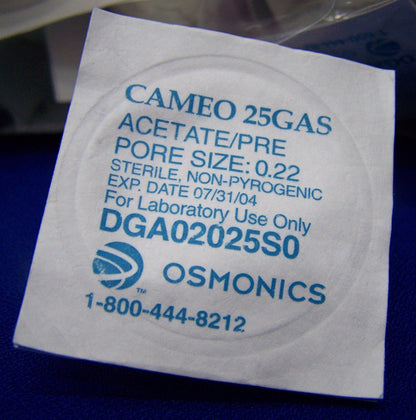 CAMEO 25GAS
ACETATE/PRE
PORE SIZE: 0.22
STERILE, NON-PYROGENIC
EXP. DATE 07/31/04
For Laboratory Use Only
DGA02025S0
OSMONICS
™
1-800-444-8212